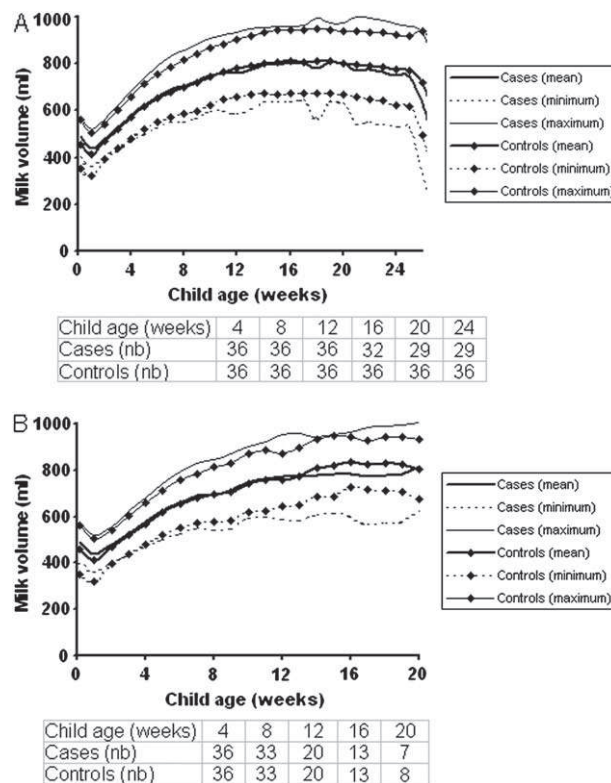 A
1000
800
600
400
200
0
Milk volume (ml)
0 4 8 12 16 20 24
Child age (weeks)
Cases (mean)
Cases (minimum)
Cases (maximum)
Controls (mean)
Controls (minimum)
Controls (maximum)
Child age (weeks) 4 8 12 16 20 24
Cases (nb) 36 36 36 32 29 29
Controls (nb) 36 36 36 36 36 36
B
1000
800
600
400
200
0
Milk volume (ml)
0 4 8 12 16 20
Child age (weeks)
Cases (mean)
Cases (minimum)
Cases (maximum)
Controls (mean)
Controls (minimum)
Controls (maximum)
Child age (weeks) 4 8 12 16 20
Cases (nb) 36 33 20 13 7
Controls (nb) 36 33 20 13 8